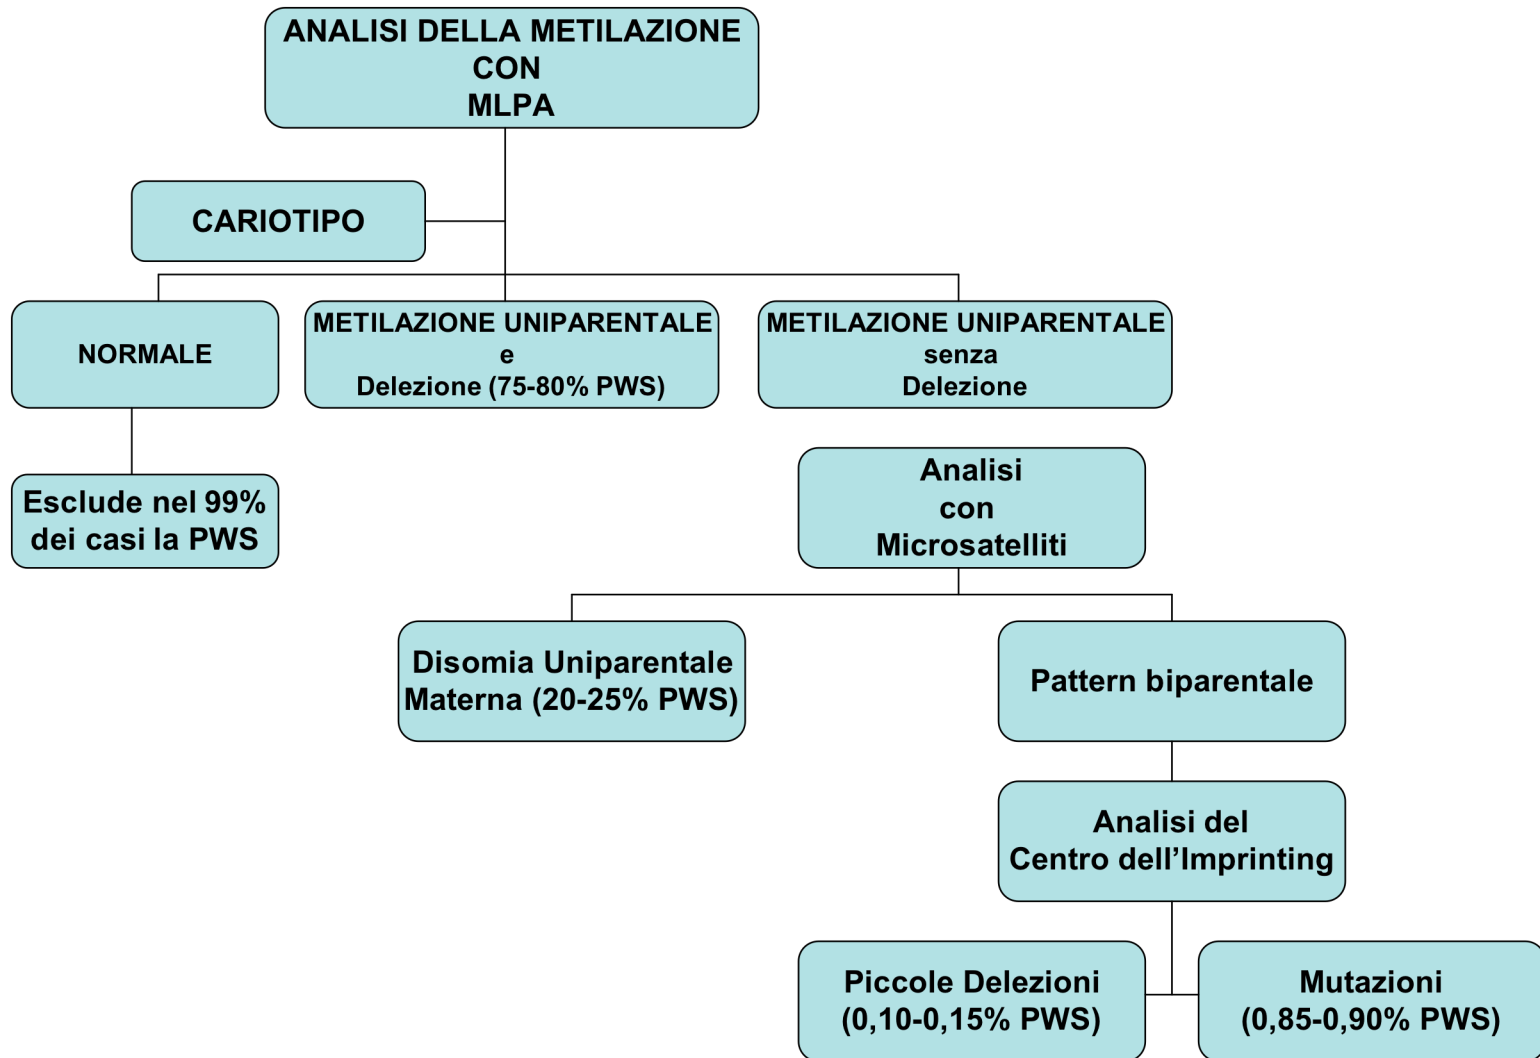 ANALISI DELLA METILAZIONE
CON
MLPA
CARIOTIPO
NORMALE
METILAZIONE UNIPARENTALE
e
Delezione (75-80% PWS)
METILAZIONE UNIPARENTALE
senza
Delezione
Esclude nel 99%
dei casi la PWS
Analisi
con
Microsatelliti
Disomia Uniparentale
Materna (20-25% PWS)
Pattern biparentale
Analisi del
Centro dell’Imprinting
Piccole Delezioni
(0,10-0,15% PWS)
Mutazioni
(0,85-0,90% PWS)